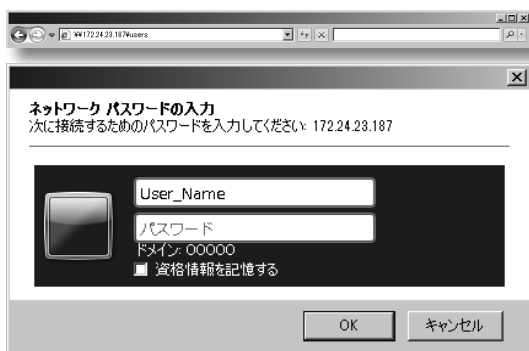 ¥¥172.24.23.187¥users
ネットワーク パスワードの入力
次に接続するためのパスワードを入力してください: 172.24.23.187
User_Name
パスワード
ドメイン: 00000
資格情報を記憶する
OK
キャンセル